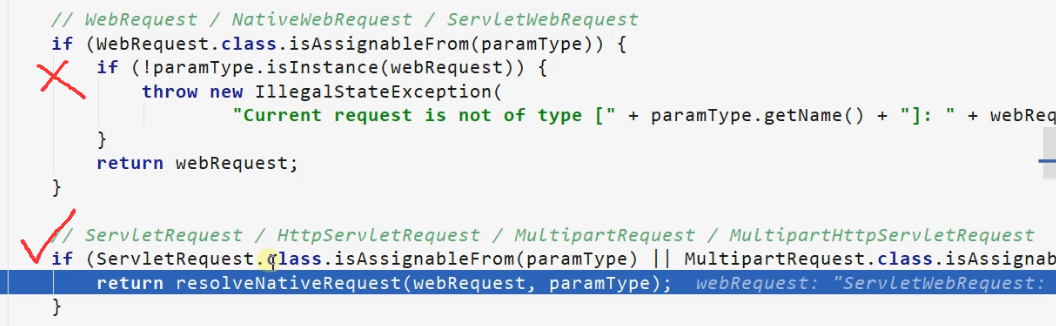 // WebRequest / NativeWebRequest / ServletWebRequest
if (WebRequest.class.isAssignableFrom(paramType)) {
if (!paramType.isInstance(webRequest)) {
throw new IllegalStateException(
"Current request is not of type [" + paramType.getName() + "]: " + webReq
}
return webRequest;
}
// ServletRequest / HttpServletRequest / MultipartRequest / MultipartHttpServletRequest
if (ServletRequest.class.isAssignableFrom(paramType) || MultipartRequest.class.isAssignab
return resolveNativeRequest(webRequest, paramType); webRequest: "ServletWebRequest:
}